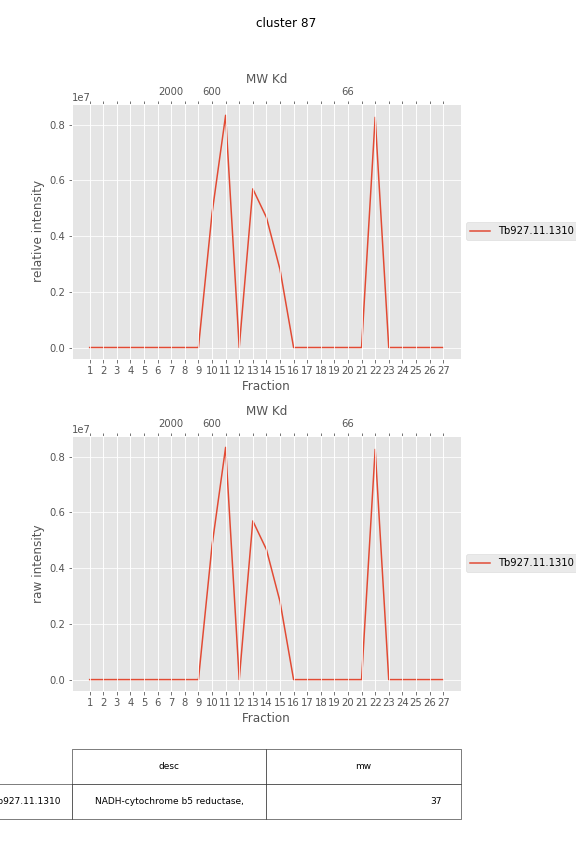 cluster 87
MW Kd
2000 600 66
1e7
0.8
0.6
0.4
0.2
0.0
relative intensity
Tb927.11.1310
1 2 3 4 5 6 7 8 9 10 11 12 13 14 15 16 17 18 19 20 21 22 23 24 25 26 27
Fraction
MW Kd
2000 600 66
1e7
0.8
0.6
0.4
0.2
0.0
raw intensity
Tb927.11.1310
1 2 3 4 5 6 7 8 9 10 11 12 13 14 15 16 17 18 19 20 21 22 23 24 25 26 27
Fraction
desc mw
b927.11.1310 NADH-cytochrome b5 reductase, 37